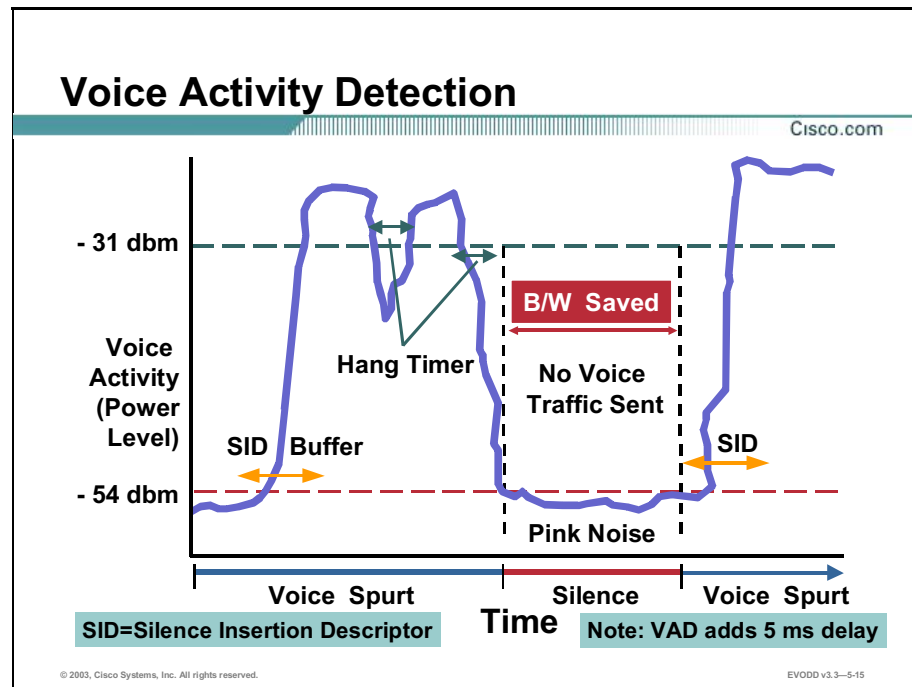 Voice Activity Detection
Cisco.com
- 31 dbm
B/W Saved
Hang Timer
Voice
Activity
(Power
Level)
No Voice
Traffic Sent
SID Buffer
SID
- 54 dbm
Pink Noise
Voice Spurt
Silence
Voice Spurt
SID=Silence Insertion Descriptor
Time
Note: VAD adds 5 ms delay
© 2003, Cisco Systems, Inc. All rights reserved.
EVODD v3.3—5-15